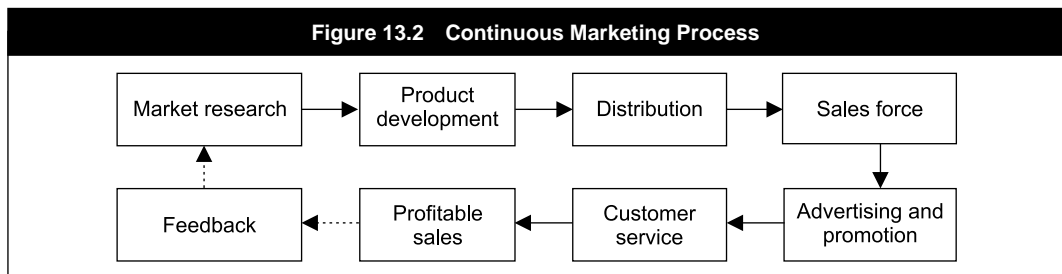 Figure 13.2 Continuous Marketing Process
Market research
Product
development
Distribution
Sales force
Feedback
Profitable
sales
Customer
service
Advertising and
promotion